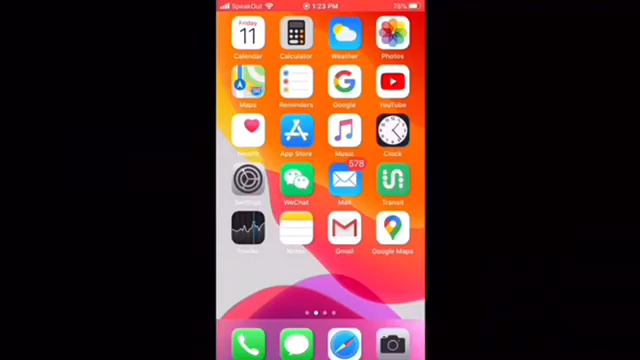 SpeakOut 1:23 PM 78%
Friday
11
Calendar Calculator Weather Photos
Maps Reminders Google YouTube
Health App Store Music Clock
578
Settings WeChat Mail Transit
Stocks Notes Gmail Google Maps